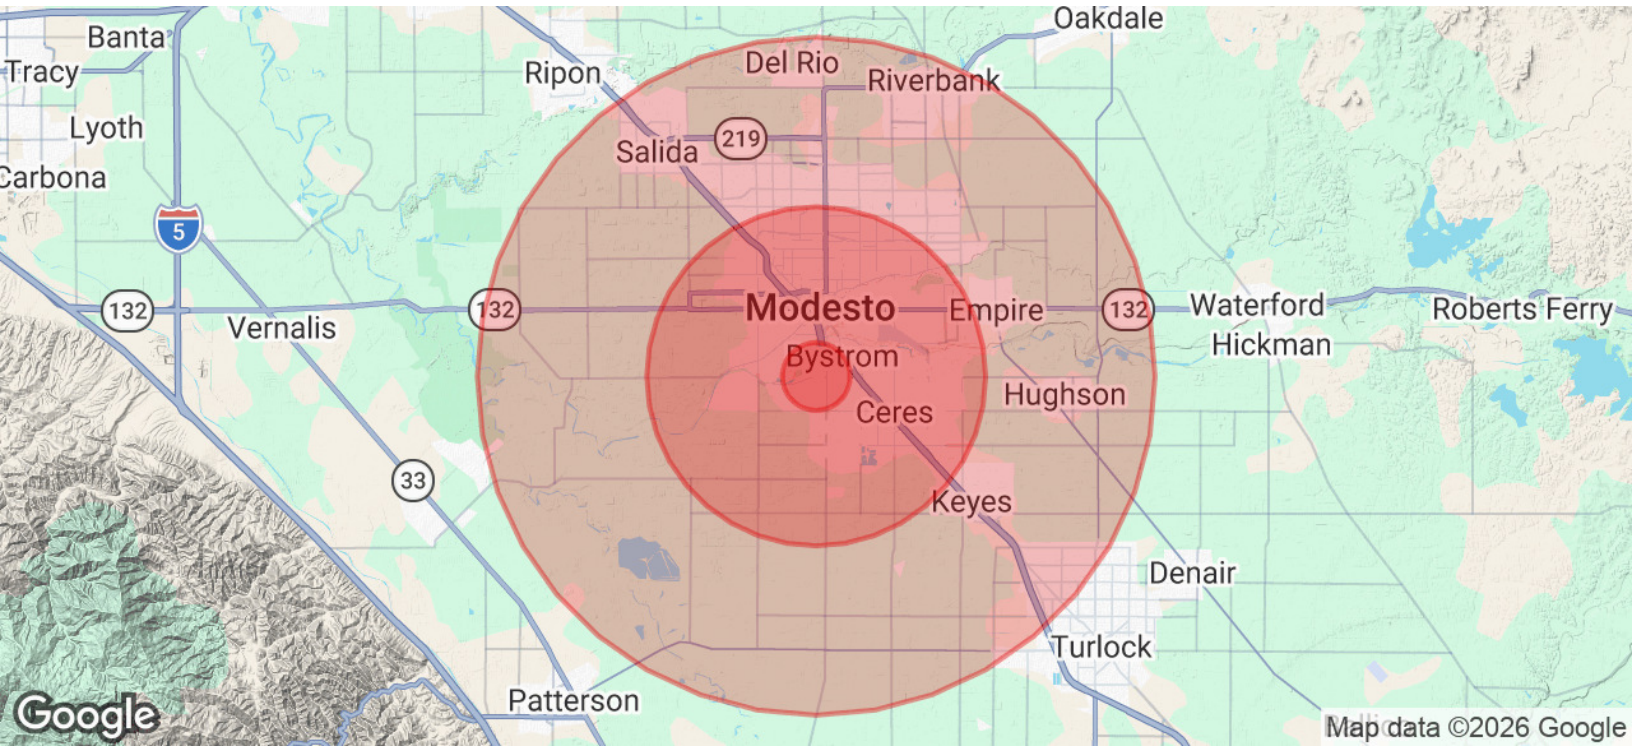 Oakdale
Banta
Del Rio
Tracy
Ripon
Riverbank
Lyoth
219
Salida
Carbona
5
132
132
Modesto
Empire
132
Waterford
Roberts Ferry
Vernalis
Hickman
Bystrom
Hughson
Ceres
33
Keyes
Denair
Turlock
Patterson
Google
Map data ©2026 Google